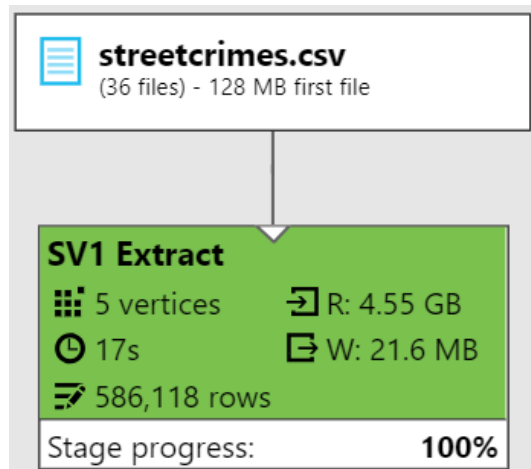 streetcrimes.csv
(36 files) - 128 MB first file
SV1 Extract
5 vertices R: 4.55 GB
17s W: 21.6 MB
586,118 rows
Stage progress: 100%